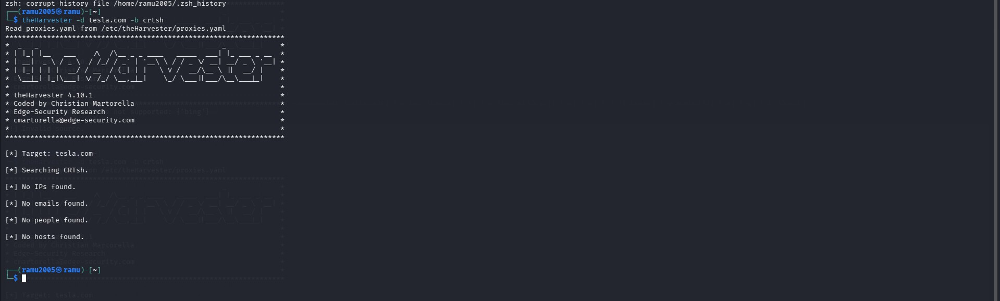 zsh: corrupt history file /home/ramu2005/.zsh_history
┌──(ramu2005㉿ramu)-[~]
└─$ theHarvester -d tesla.com -b crtsh
Read proxies.yaml from /etc/theHarvester/proxies.yaml
*******************************************************************
*  _   _                                            _             *
* | |_| |__   ___    /\  /\__ _ _ ____   _____  ___| |_ ___ _ __  *
* | __|  _ \ / _ \  / /_/ / _` | '__\ \ / / _ \/ __| __/ _ \ '__| *
* | |_| | | |  __/ / __  / (_| | |   \ V /  __/\__ \ ||  __/ |    *
*  \__|_| |_|\___| \/ /_/ \__,_|_|    \_/ \___||___/\__\___|_|    *
*                                                                 *
* theHarvester 4.10.1                                             *
* Coded by Christian Martorella                                   *
* Edge-Security Research                                          *
* cmartorella@edge-security.com                                   *
*                                                                 *
*******************************************************************
[*] Target: tesla.com
[*] Searching CRTsh.
[*] No IPs found.
[*] No emails found.
[*] No people found.
[*] No hosts found.
┌──(ramu2005㉿ramu)-[~]
└─$